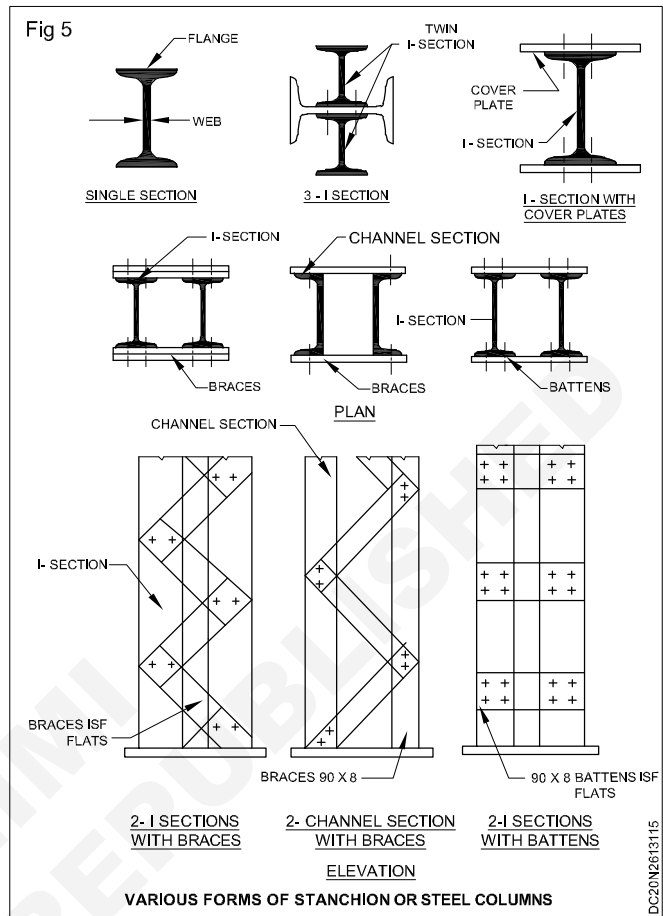 Fig 5
FLANGE
WEB
SINGLE SECTION
TWIN
I-SECTION
3 - I SECTION
COVER
PLATE
I - SECTION
I - SECTION WITH
COVER PLATES
I-SECTION
BRACES
CHANNEL SECTION
BRACES
I- SECTION
BATTENS
PLAN
CHANNEL SECTION
I- SECTION
BRACES ISF
FLATS
BRACES 90 X 8
90 X 8 BATTENS ISF
FLATS
2- I SECTIONS
WITH BRACES
2- CHANNEL SECTION
WITH BRACES
2-I SECTIONS
WITH BATTENS
ELEVATION
VARIOUS FORMS OF STANCHION OR STEEL COLUMNS
DC20N2613115